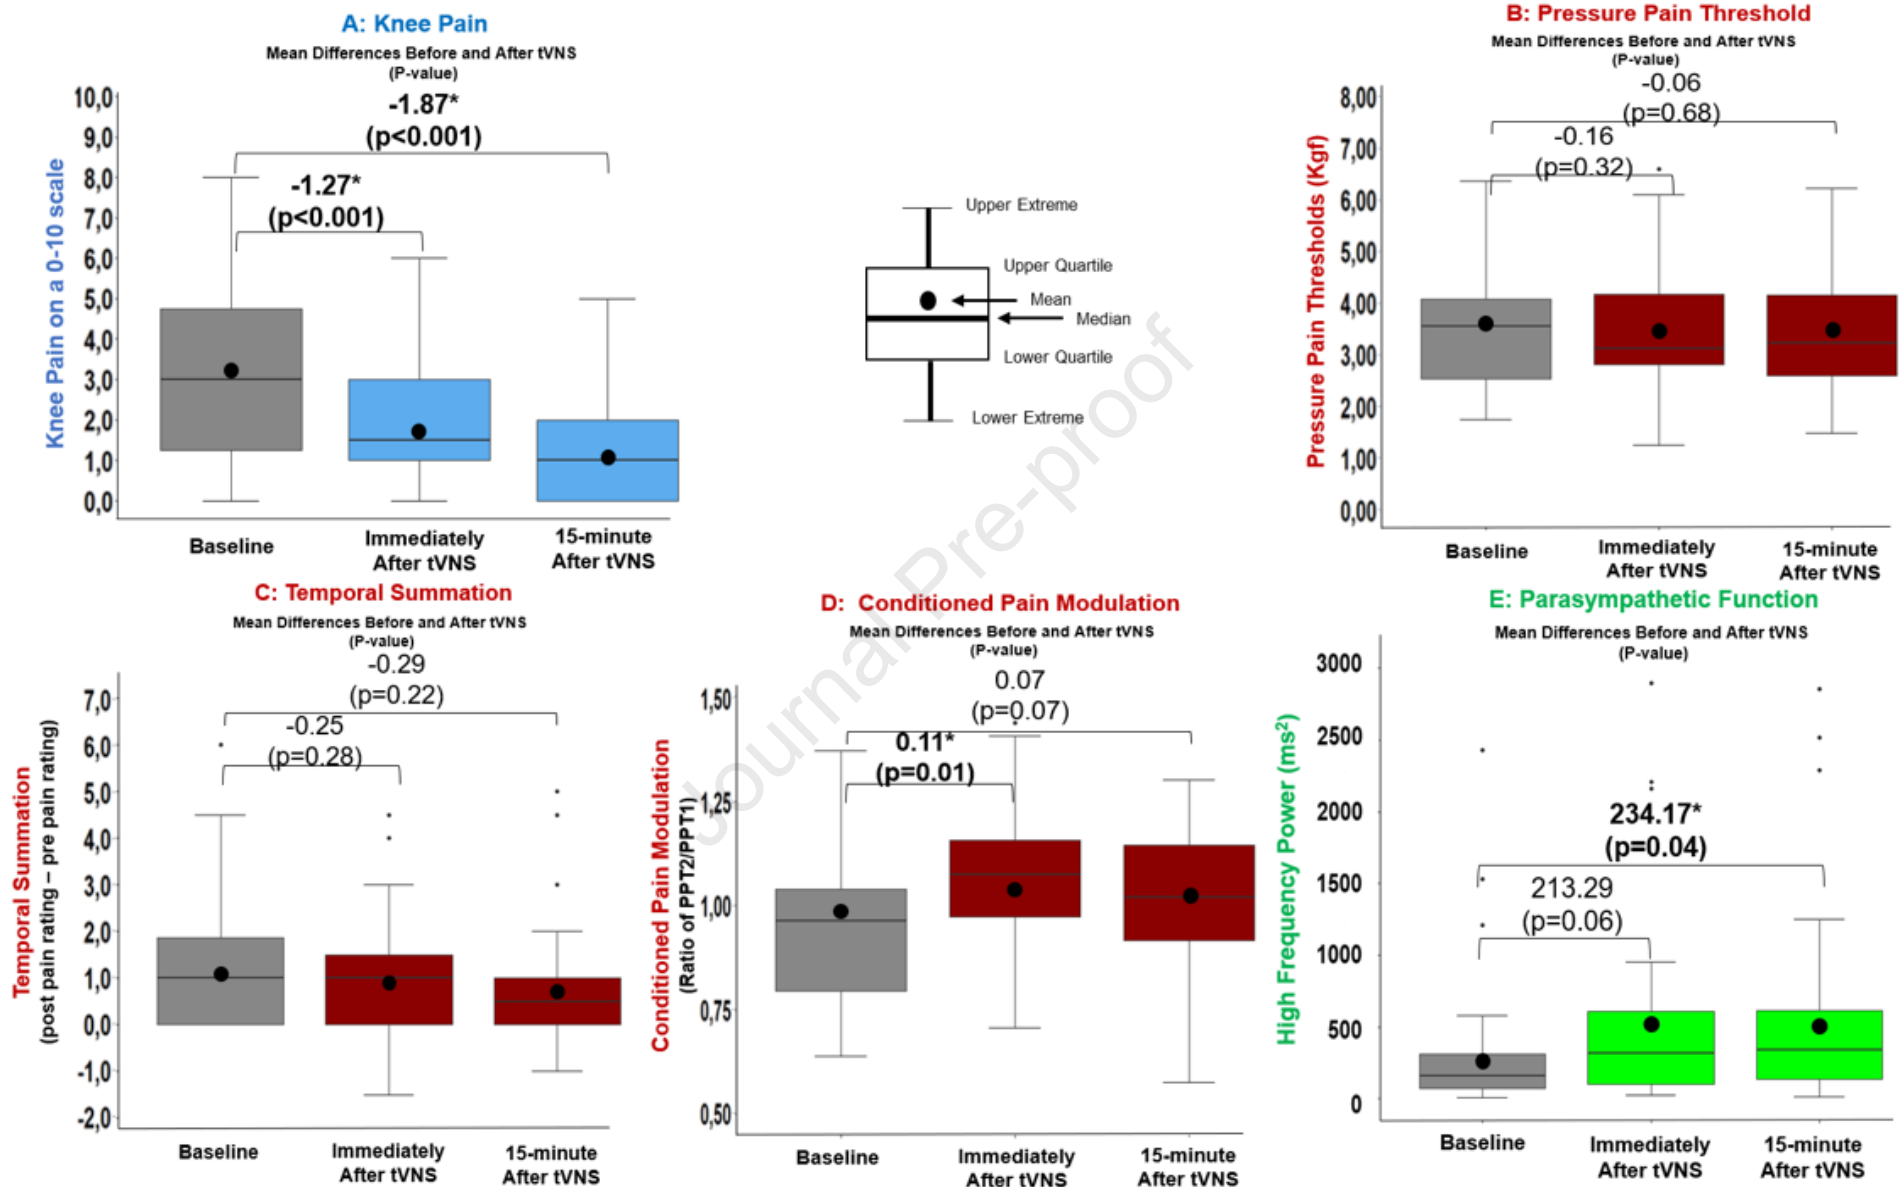 A: Knee Pain
Mean Differences Before and After tVNS
(P-value)
-1.87*
(p<0.001)
-1.27*
(p<0.001)
Knee Pain on a 0-10 scale
10,0
9,0
8,0
7,0
6,0
5,0
4,0
3,0
2,0
1,0
0,0
Baseline
Immediately
After tVNS
15-minute
After tVNS
Upper Extreme
Upper Quartile
Mean
Median
Lower Quartile
Lower Extreme
B: Pressure Pain Threshold
Mean Differences Before and After tVNS
(P-value)
-0.06
(p=0.68)
-0.16
(p=0.32)
Pressure Pain Thresholds (Kgf)
8,00
7,00
6,00
5,00
4,00
3,00
2,00
1,00
0,00
Baseline
Immediately
After tVNS
15-minute
After tVNS
C: Temporal Summation
Mean Differences Before and After tVNS
(P-value)
-0.29
(p=0.22)
-0.25
(p=0.28)
Temporal Summation
(post pain rating – pre pain rating)
7,0
6,0
5,0
4,0
3,0
2,0
1,0
0,0
-1,0
-2,0
Baseline
Immediately
After tVNS
15-minute
After tVNS
D: Conditioned Pain Modulation
Mean Differences Before and After tVNS
(P-value)
0.07
(p=0.07)
0.11*
(p=0.01)
Conditioned Pain Modulation
(Ratio of PPT2/PPT1)
1,50
1,25
1,00
0,75
0,50
Baseline
Immediately
After tVNS
15-minute
After tVNS
E: Parasympathetic Function
Mean Differences Before and After tVNS
(P-value)
234.17*
(p=0.04)
213.29
(p=0.06)
High Frequency Power (ms²)
3000
2500
2000
1500
1000
500
0
Baseline
Immediately
After tVNS
15-minute
After tVNS
Journal Pre-proof